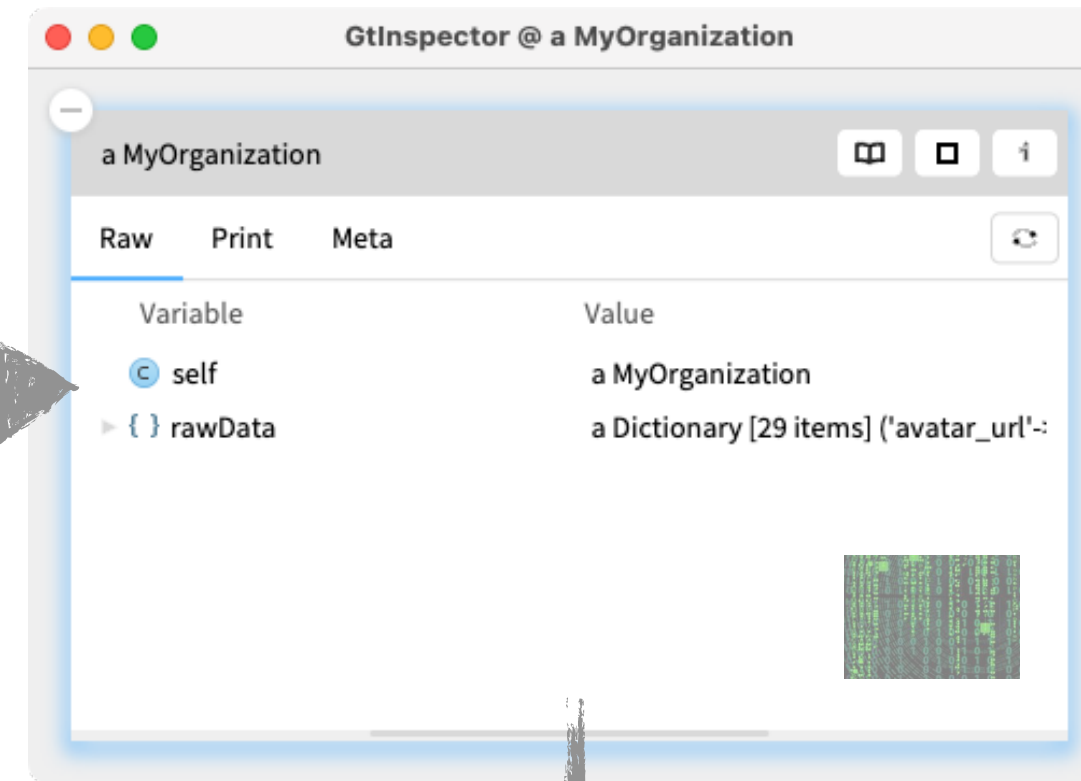 GtInspector @ a MyOrganization
a MyOrganization
Raw Print Meta
Variable Value
C self a MyOrganization
{ } rawData a Dictionary [29 items] ('avatar_url'-